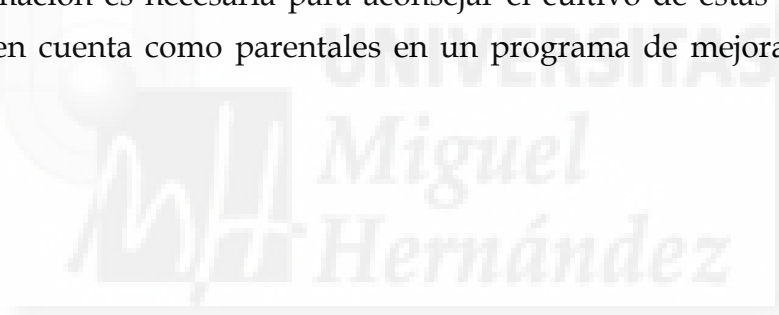 nación es necesaria para aconsejar el cultivo de estas
en cuenta como parentales en un programa de mejora
UNIVERSITAS
Miguel
Hernández